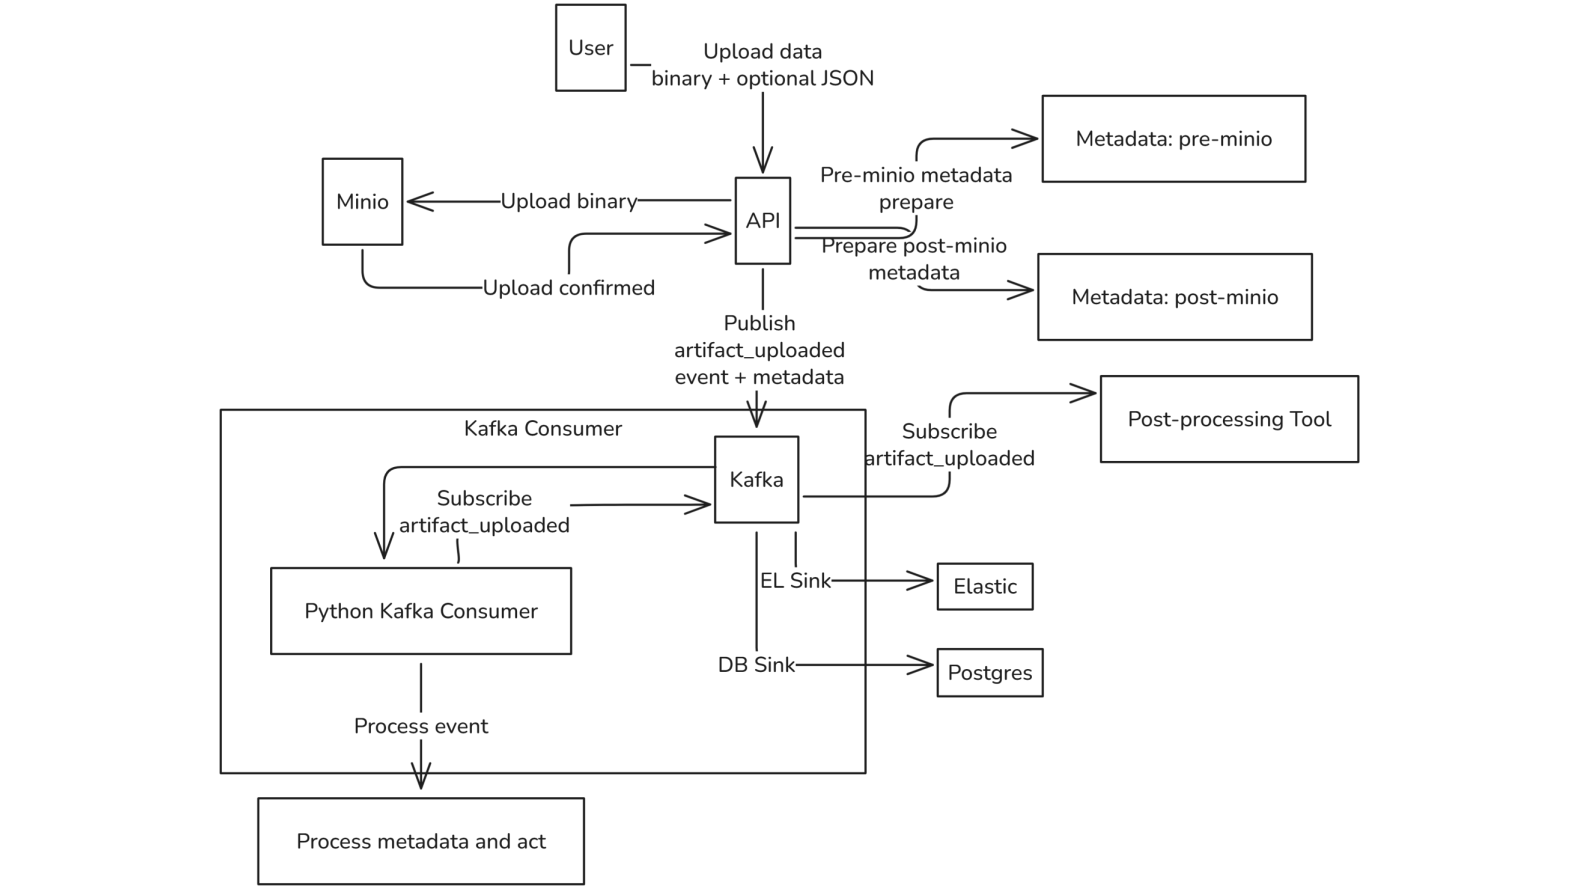 User
Upload data
binary + optional JSON
Metadata: pre-minio
Minio
Upload binary
API
Pre-minio metadata
prepare
Prepare post-minio
metadata
Upload confirmed
Metadata: post-minio
Publish
artifact_uploaded
event + metadata
Kafka Consumer
Kafka
Subscribe
artifact_uploaded
Post-processing Tool
Subscribe
artifact_uploaded
EL Sink
Elastic
Python Kafka Consumer
DB Sink
Postgres
Process event
Process metadata and act